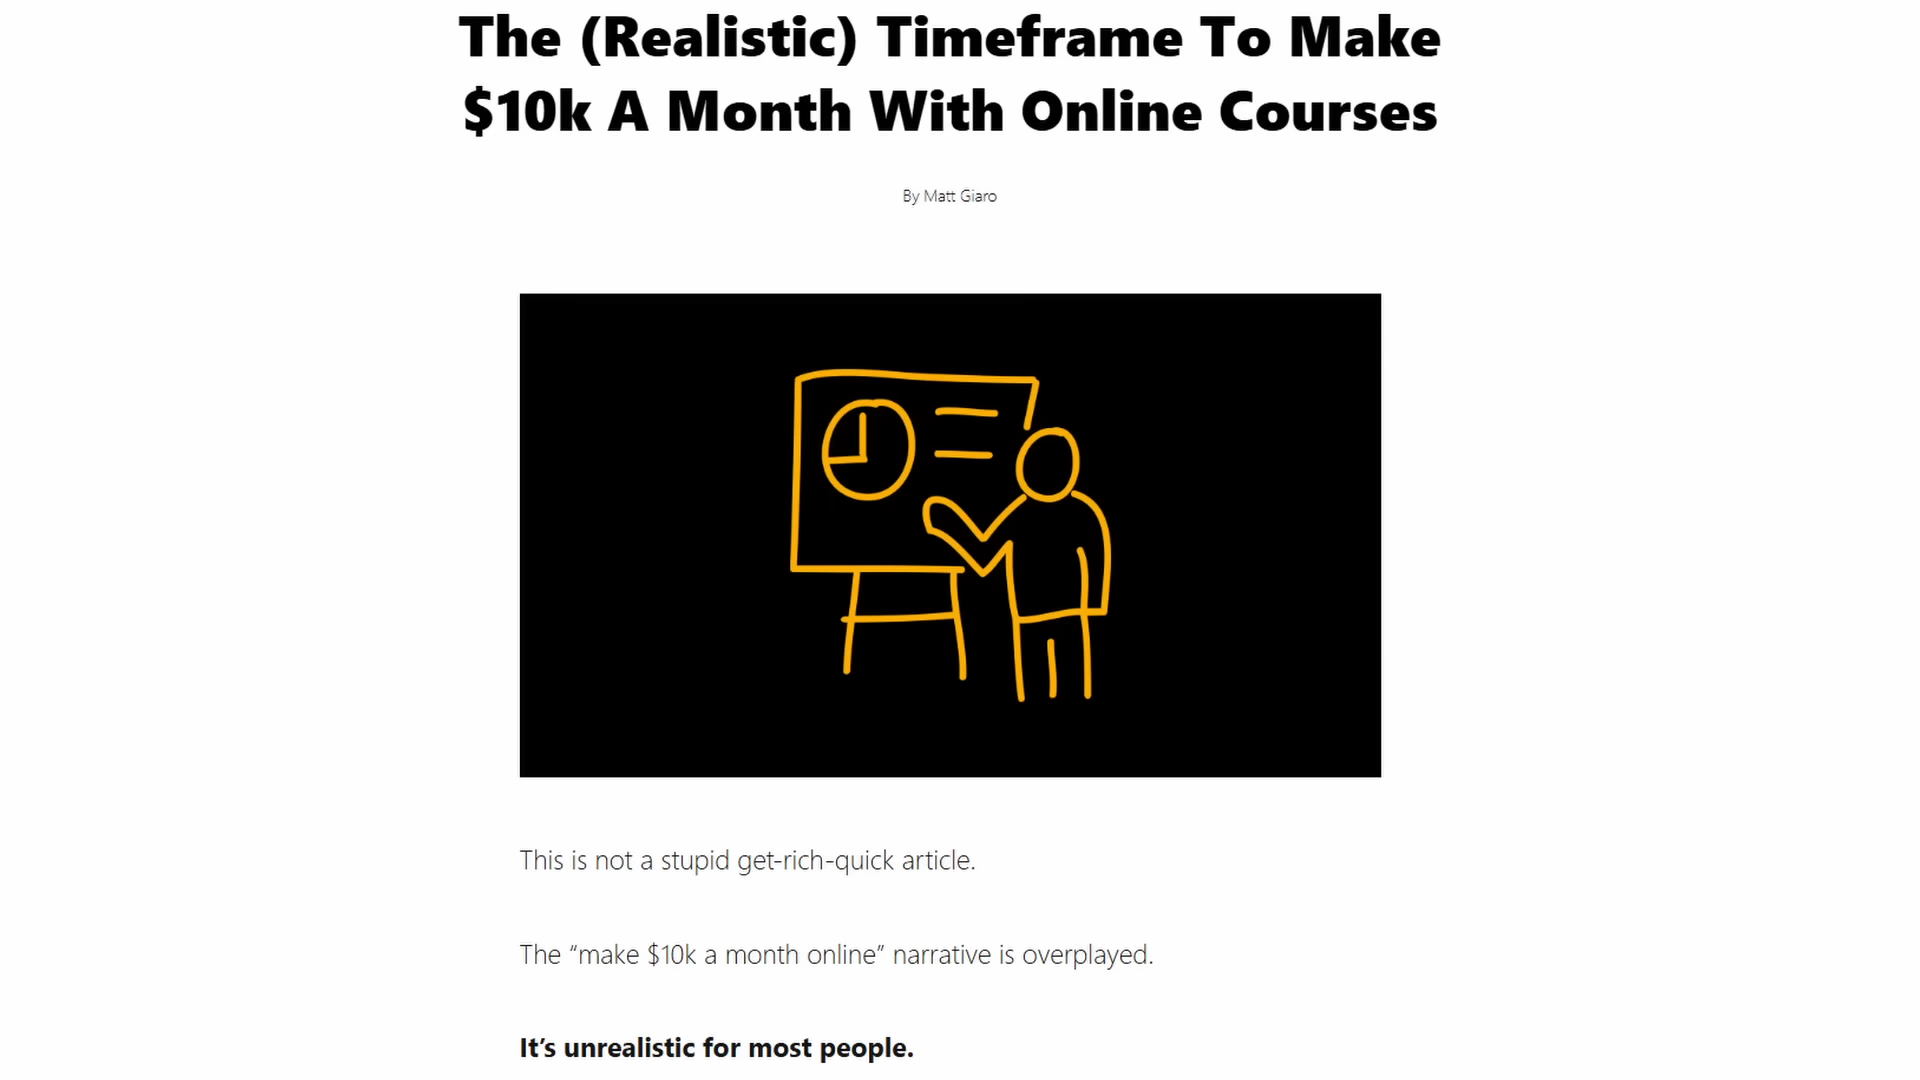 The (Realistic) Timeframe To Make
$10k A Month With Online Courses
By Matt Giaro
This is not a stupid get-rich-quick article.
The “make $10k a month online” narrative is overplayed.
It’s unrealistic for most people.